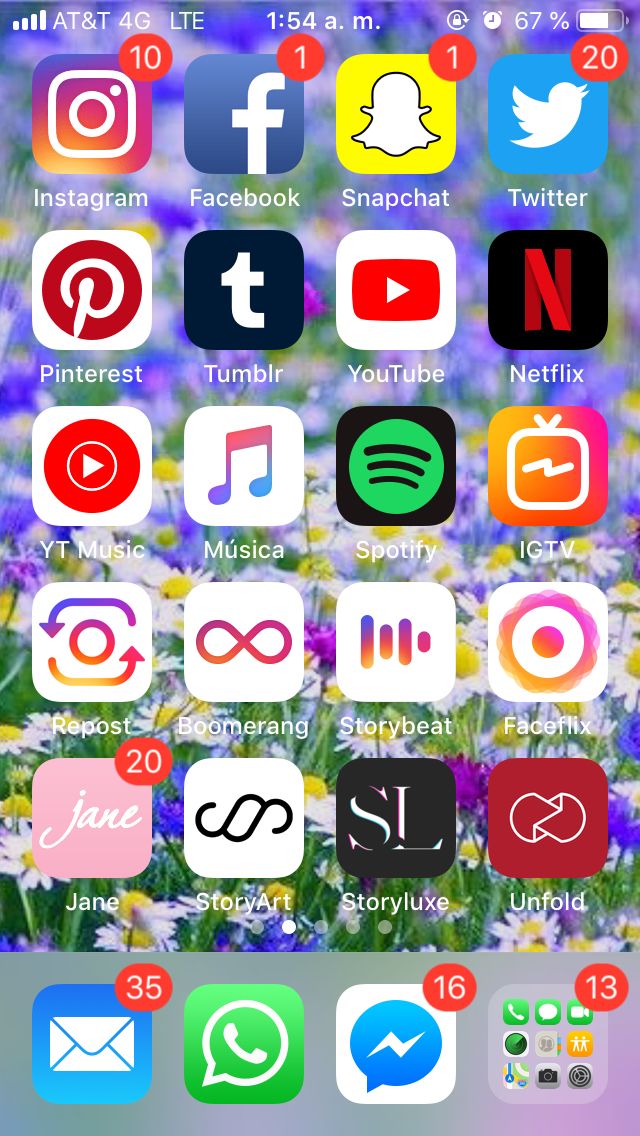 AT&T 4G LTE 1:54 a. m. 67 %
10 1 1 20
Instagram Facebook Snapchat Twitter
Pinterest Tumblr YouTube Netflix
YT Music Música Spotify IGTV
Repost Boomerang Storybeat Faceflix
20
jane SL
Jane StoryArt Storyluxe Unfold
35 16 13